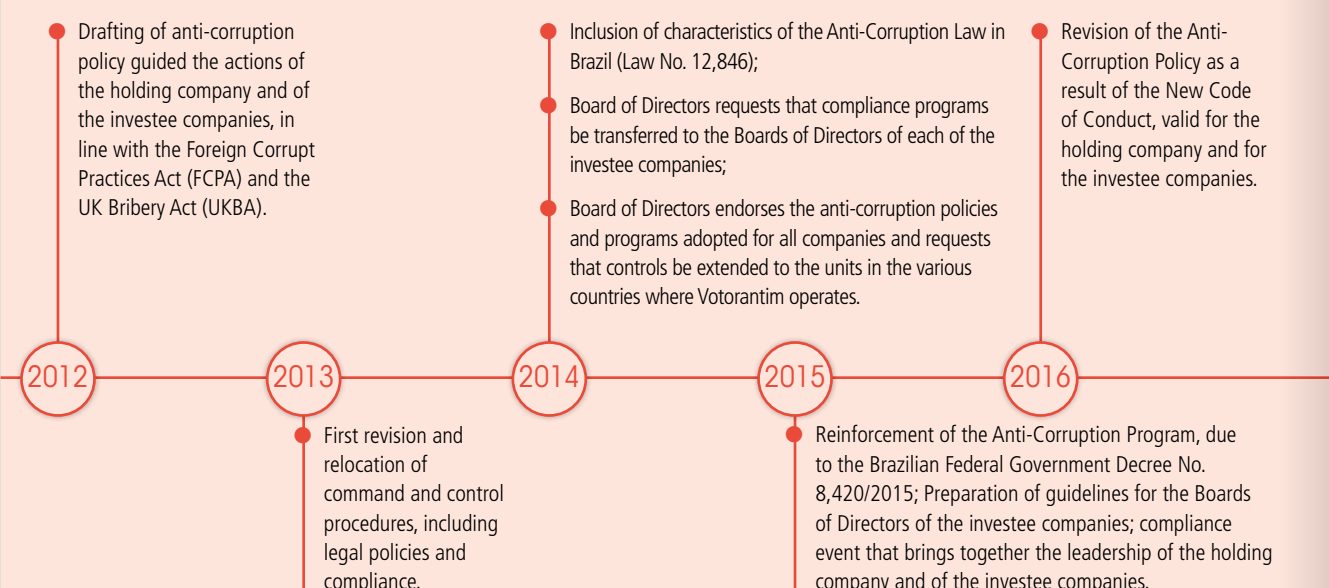 Drafting of anti-corruption
policy guided the actions of
the holding company and of
the investee companies, in
line with the Foreign Corrupt
Practices Act (FCPA) and the
UK Bribery Act (UKBA).
Inclusion of characteristics of the Anti-Corruption Law in
Brazil (Law No. 12,846);
Board of Directors requests that compliance programs
be transferred to the Boards of Directors of each of the
investee companies;
Board of Directors endorses the anti-corruption policies
and programs adopted for all companies and requests
that controls be extended to the units in the various
countries where Votorantim operates.
Revision of the Anti-
Corruption Policy as a
result of the New Code
of Conduct, valid for the
holding company and for
the investee companies.
2012
2013
2014
2015
2016
First revision and
relocation of
command and control
procedures, including
legal policies and
compliance.
Reinforcement of the Anti-Corruption Program, due
to the Brazilian Federal Government Decree No.
8,420/2015; Preparation of guidelines for the Boards
of Directors of the investee companies; compliance
event that brings together the leadership of the holding
company and of the investee companies.